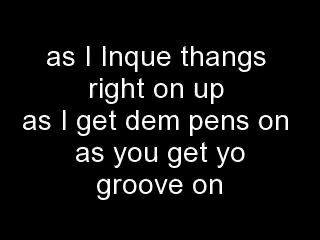 as I Inque thangs
right on up
as I get dem pens on
as you get yo
groove on